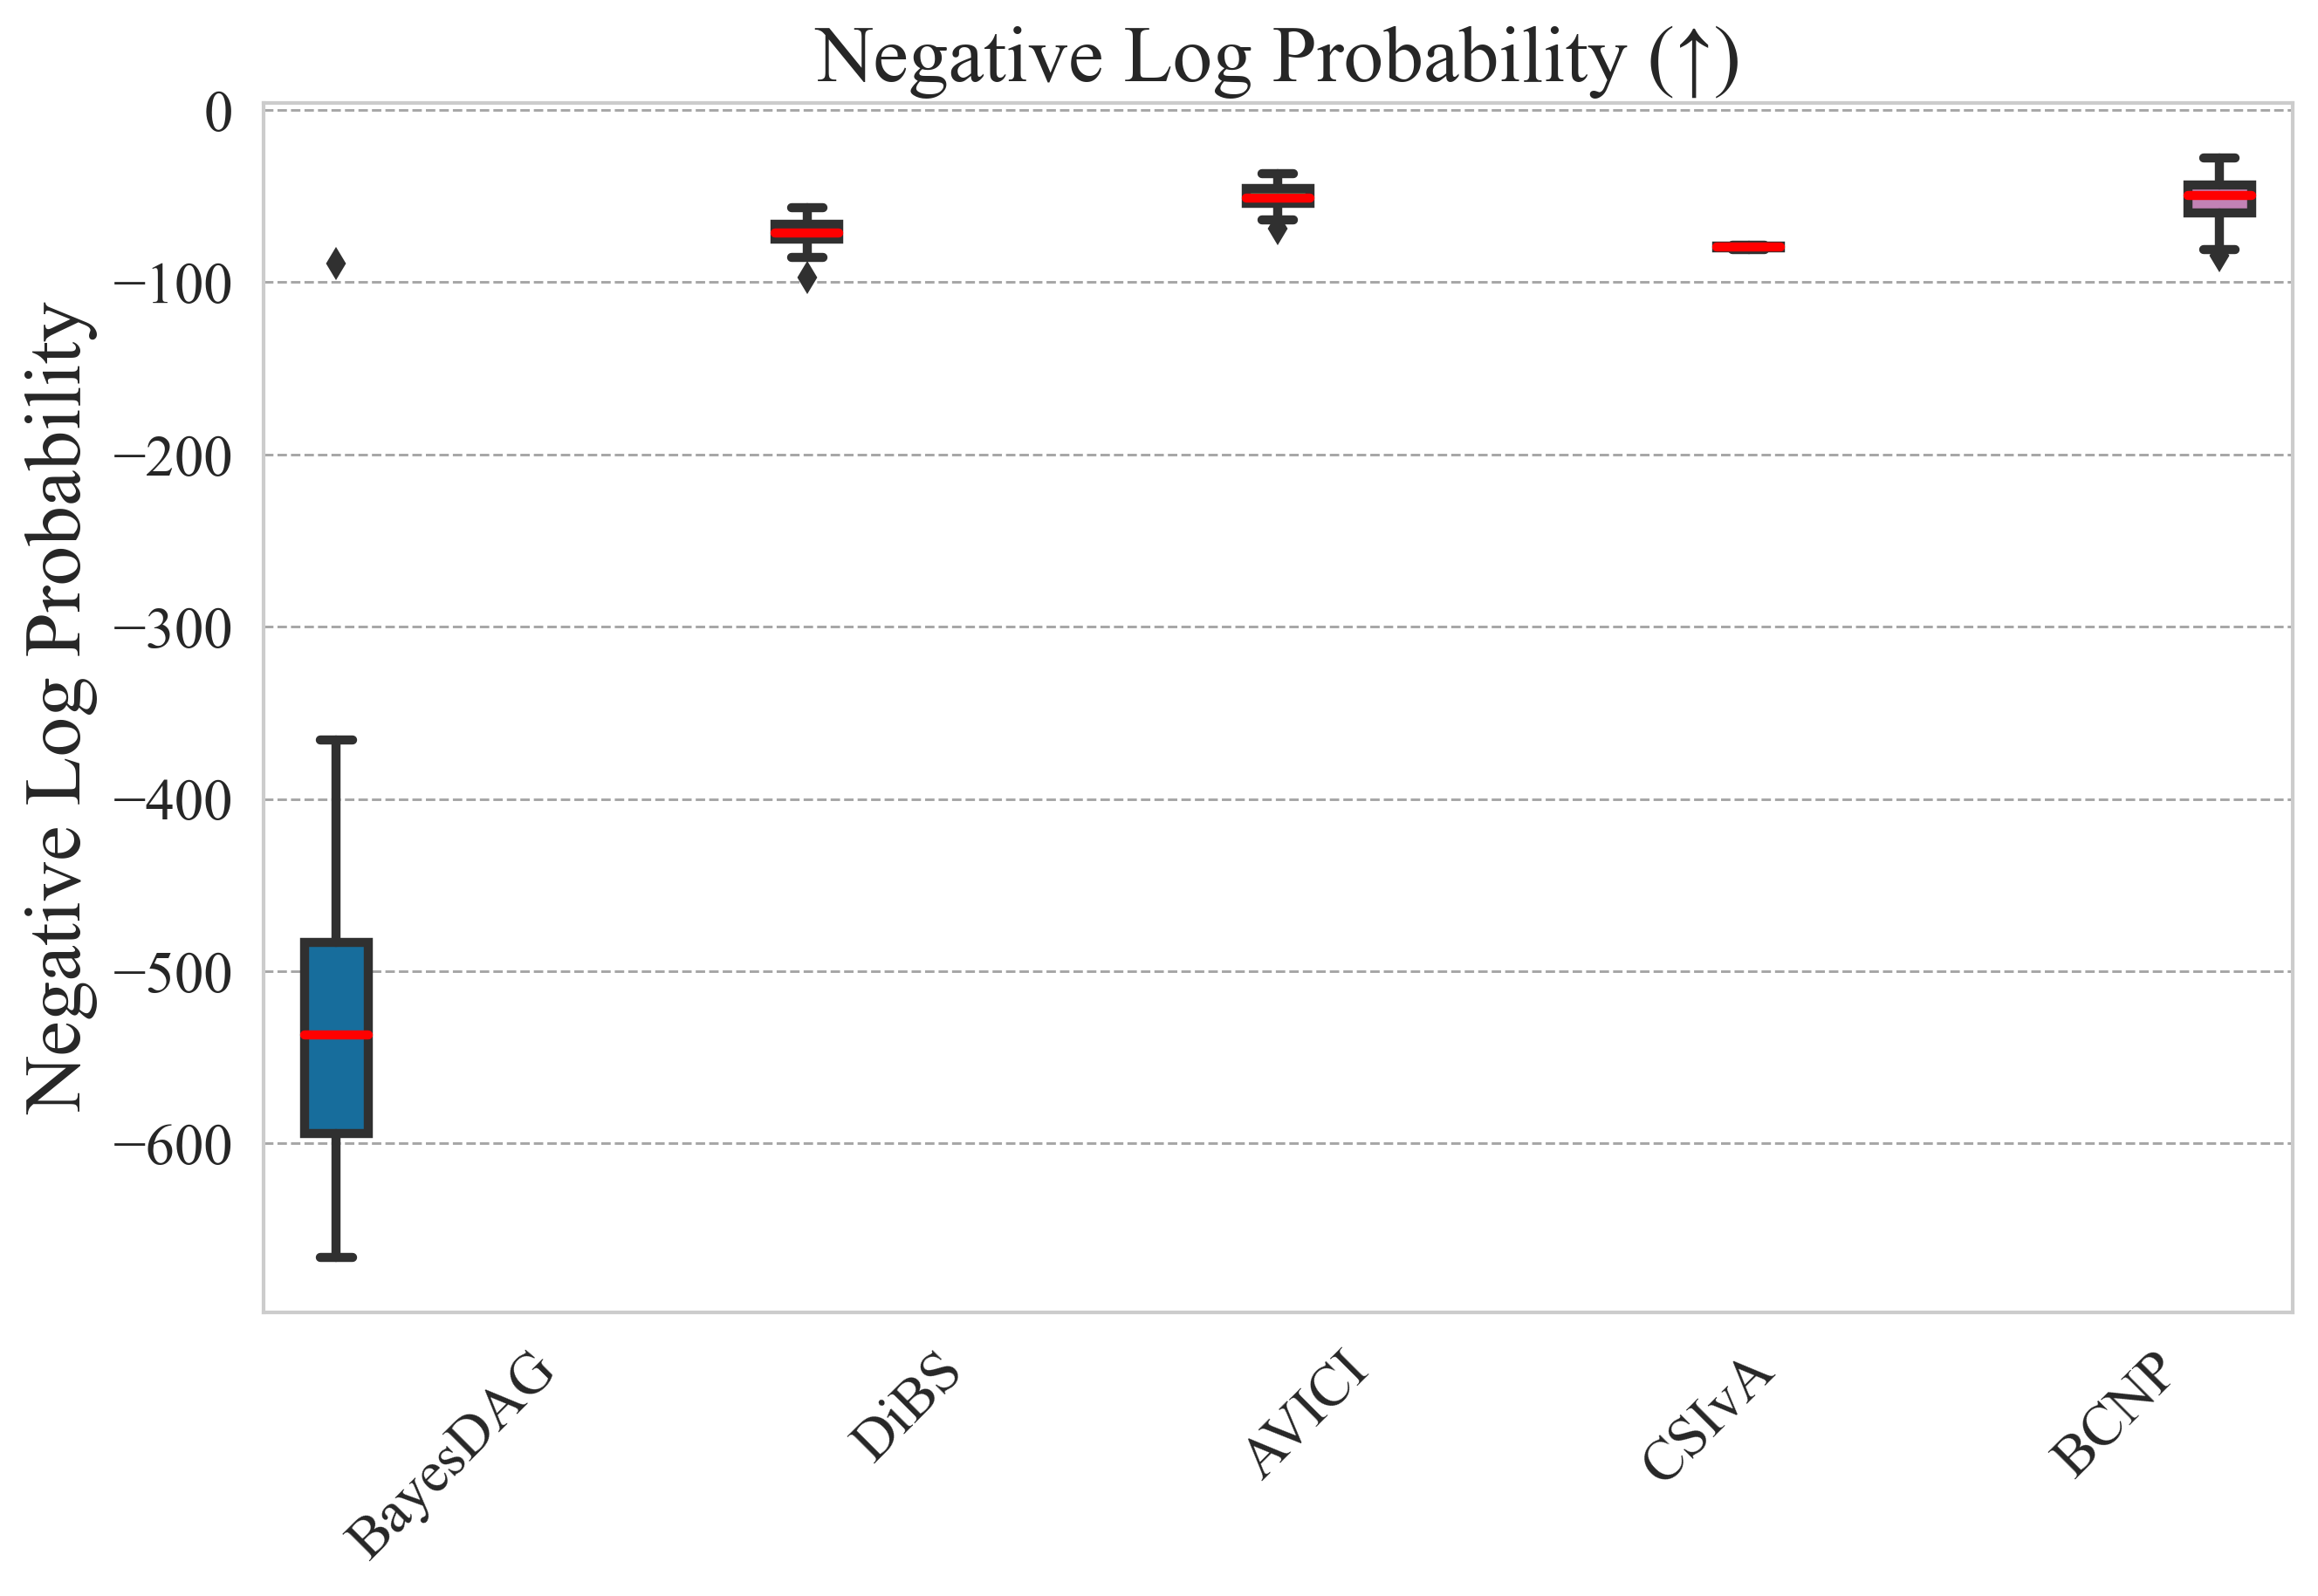 Negative Log Probability (↑)
Negative Log Probability
0
−100
−200
−300
−400
−500
−600
BayesDAG
DiBS
AVICI
CSIvA
BCNP